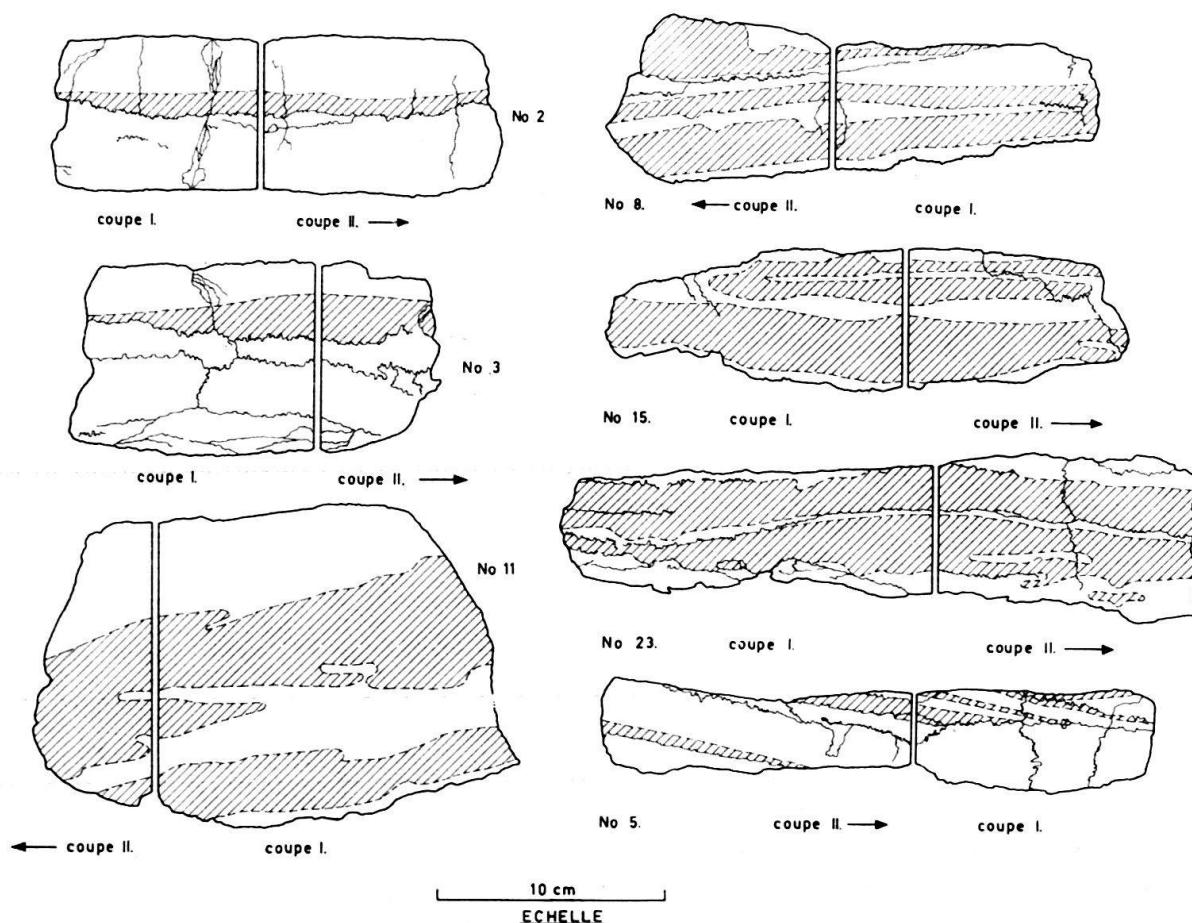 No 2
coupe I. coupe II.
No 3
coupe I. coupe II.
No 11
coupe II. coupe I.
No 8.
coupe II. coupe I.
No 15. coupe I. coupe II.
No 23. coupe I. coupe II.
No 5. coupe II. coupe I.
10 cm
ECHELLE